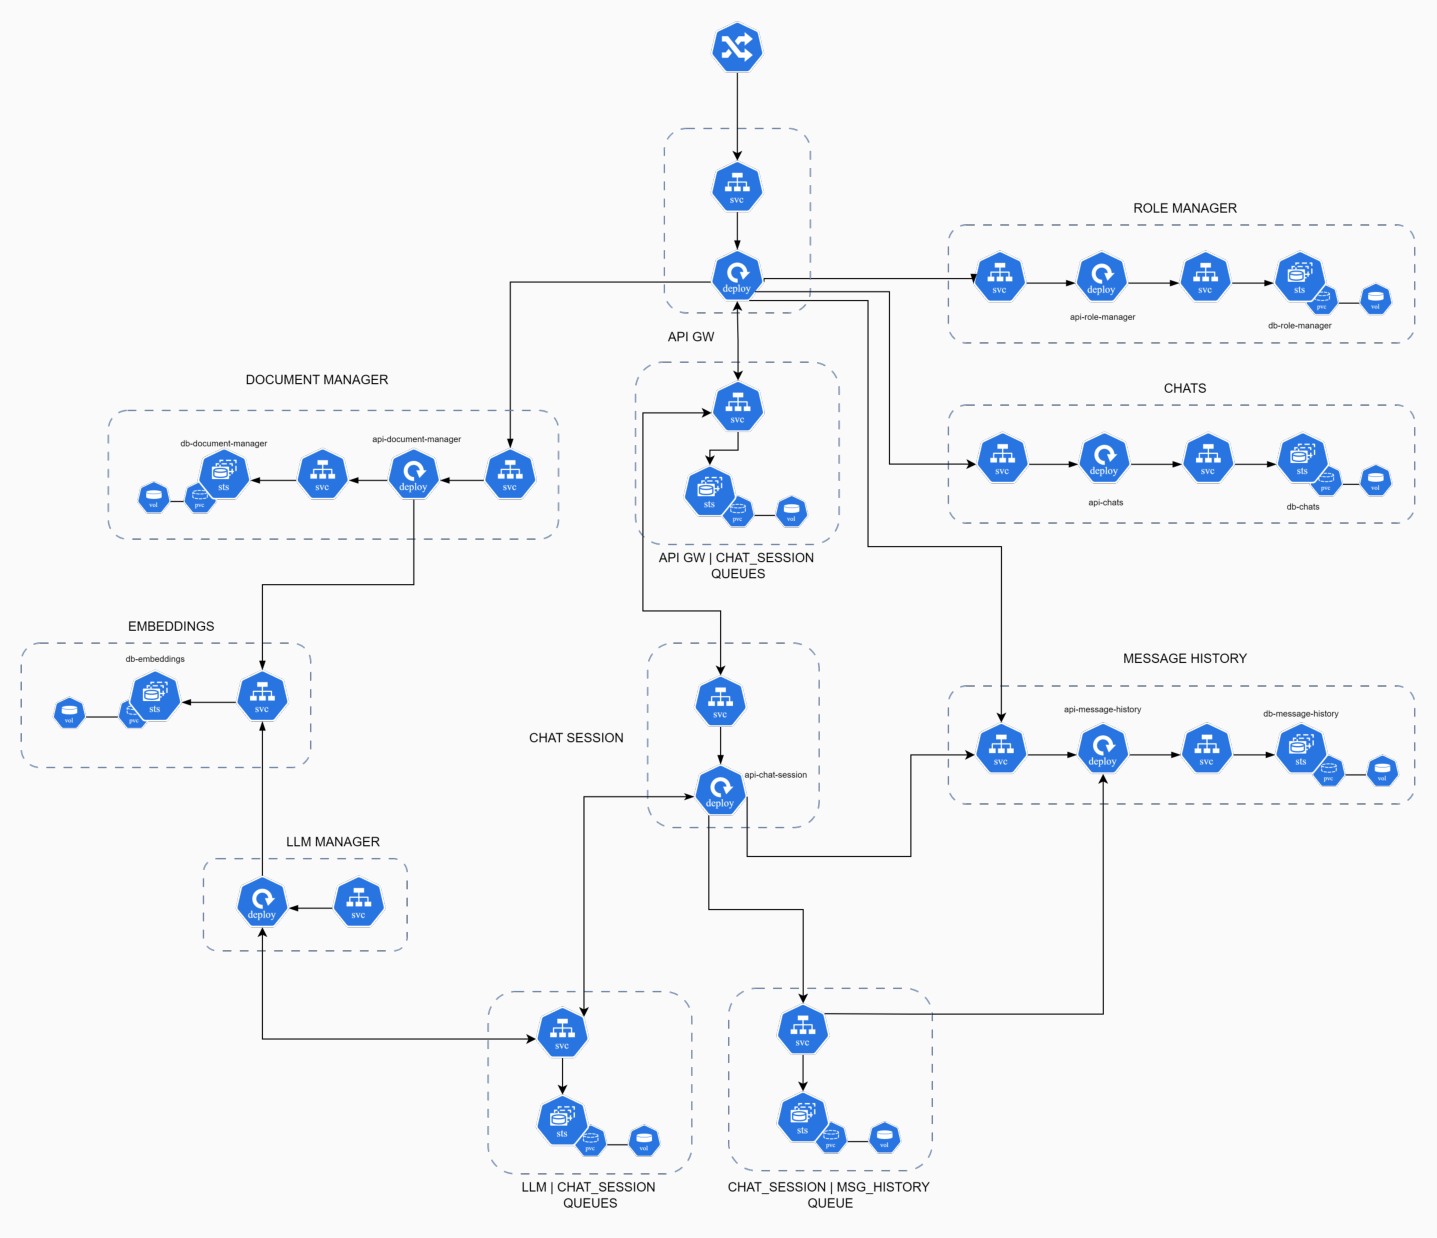 svc
deploy
API GW
ROLE MANAGER
svc
deploy
svc
sts
pvc
vol
api-role-manager
db-role-manager
DOCUMENT MANAGER
db-document-manager
api-document-manager
vol
pvc
sts
svc
deploy
svc
svc
sts
pvc
vol
API GW | CHAT_SESSION
QUEUES
CHATS
svc
deploy
svc
sts
pvc
vol
api-chats
db-chats
EMBEDDINGS
db-embeddings
vol
pvc
sts
svc
CHAT SESSION
svc
api-chat-session
deploy
MESSAGE HISTORY
api-message-history
db-message-history
svc
deploy
svc
sts
pvc
vol
LLM MANAGER
deploy
svc
svc
sts
pvc
vol
LLM | CHAT_SESSION
QUEUES
svc
sts
pvc
vol
CHAT_SESSION | MSG_HISTORY
QUEUE